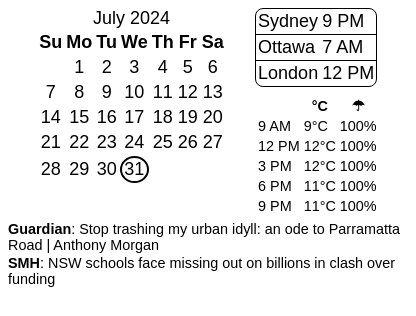 July 2024
Su Mo Tu We Th Fr Sa
1 2 3 4 5 6
7 8 9 10 11 12 13
14 15 16 17 18 19 20
21 22 23 24 25 26 27
28 29 30 31
Sydney 9 PM
Ottawa 7 AM
London 12 PM
°C ☂
9 AM 9°C 100%
12 PM 12°C 100%
3 PM 12°C 100%
6 PM 11°C 100%
9 PM 11°C 100%
Guardian: Stop trashing my urban idyll: an ode to Parramatta
Road | Anthony Morgan
SMH: NSW schools face missing out on billions in clash over
funding